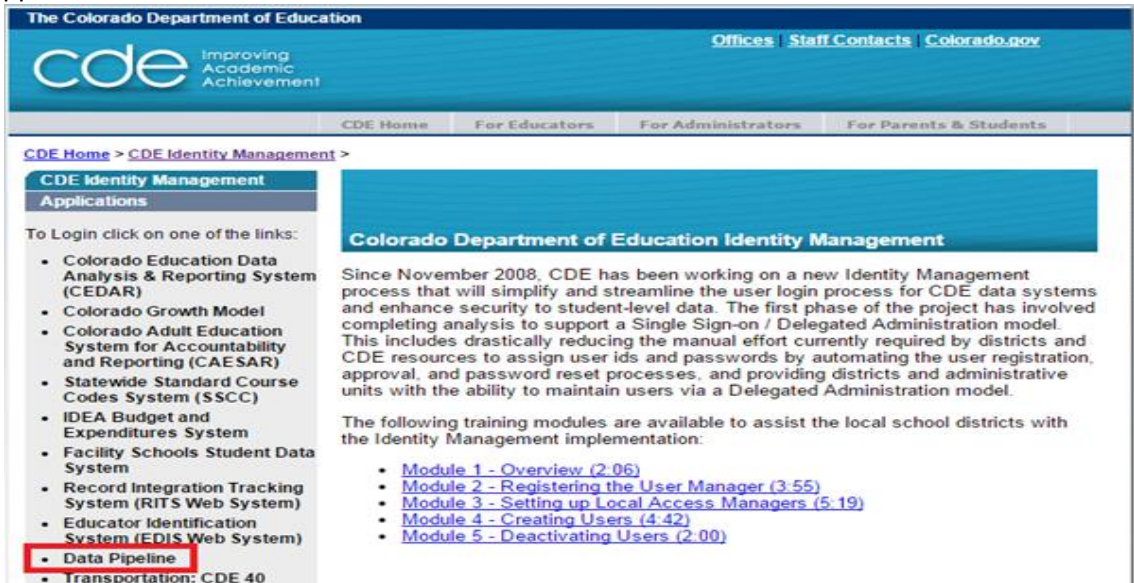 The Colorado Department of Education
Offices | Staff Contacts | Colorado.gov
cde Improving
Academic
Achievement
CDE Home For Educators For Administrators For Parents & Students
CDE Home > CDE Identity Management >
CDE Identity Management
Applications
To Login click on one of the links:
• Colorado Education Data
Analysis & Reporting System
(CEDAR)
• Colorado Growth Model
• Colorado Adult Education
System for Accountability
and Reporting (CAESAR)
• Statewide Standard Course
Codes System (SSCC)
• IDEA Budget and
Expenditures System
• Facility Schools Student Data
System
• Record Integration Tracking
System (RITS Web System)
• Educator Identification
System (EDIS Web System)
• Data Pipeline
• Transportation: CDE 40
Colorado Department of Education Identity Management
Since November 2008, CDE has been working on a new Identity Management
process that will simplify and streamline the user login process for CDE data systems
and enhance security to student-level data. The first phase of the project has involved
completing analysis to support a Single Sign-on / Delegated Administration model.
This includes drastically reducing the manual effort currently required by districts and
CDE resources to assign user ids and passwords by automating the user registration,
approval, and password reset processes, and providing districts and administrative
units with the ability to maintain users via a Delegated Administration model.
The following training modules are available to assist the local school districts with
the Identity Management implementation:
• Module 1 - Overview (2:06)
• Module 2 - Registering the User Manager (3:55)
• Module 3 - Setting up Local Access Managers (5:19)
• Module 4 - Creating Users (4:42)
• Module 5 - Deactivating Users (2:00)